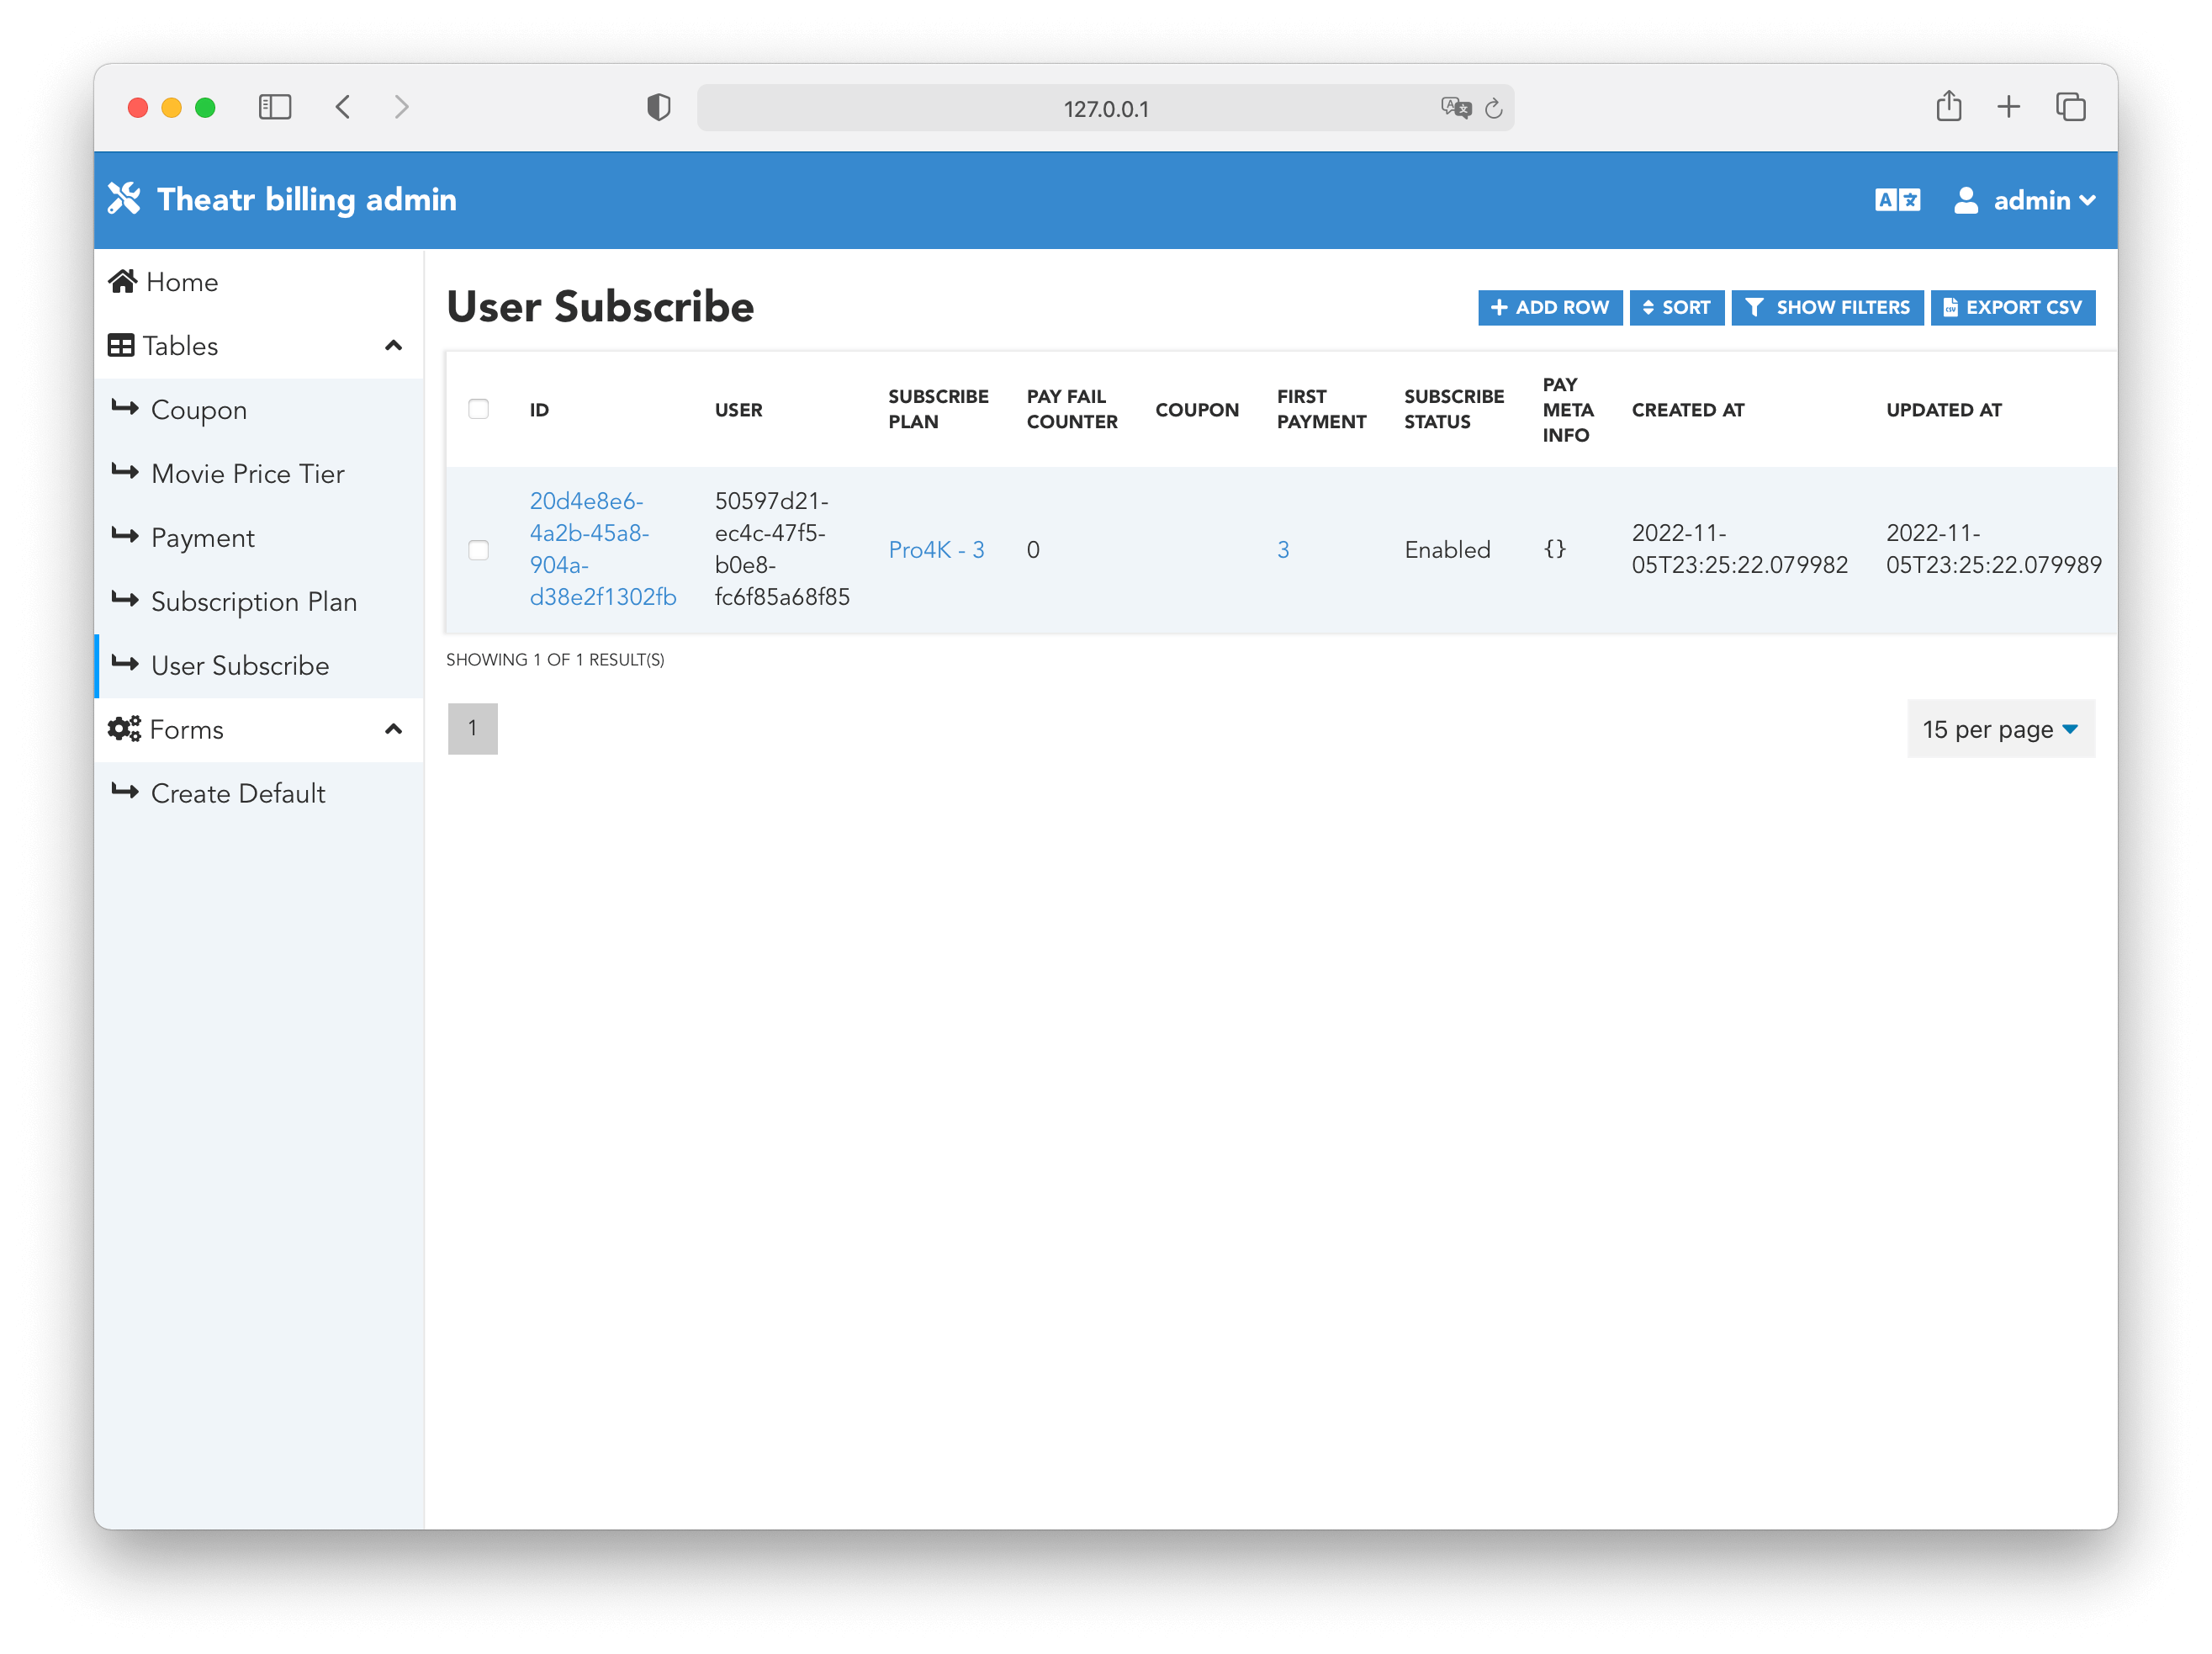 127.0.0.1
Theatr billing admin
admin
Home
Tables
Coupon
Movie Price Tier
Payment
Subscription Plan
User Subscribe
Forms
Create Default
User Subscribe
ADD ROW
SORT
SHOW FILTERS
EXPORT CSV
ID
USER
SUBSCRIBE
PLAN
PAY FAIL
COUNTER
COUPON
FIRST
PAYMENT
SUBSCRIBE
STATUS
PAY
META
INFO
CREATED AT
UPDATED AT
20d4e8e6-
4a2b-45a8-
904a-
d38e2f1302fb
50597d21-
ec4c-47f5-
b0e8-
fc6f85a68f85
Pro4K - 3
0
3
Enabled
{}
2022-11-
05T23:25:22.079982
2022-11-
05T23:25:22.079989
SHOWING 1 OF 1 RESULT(S)
1
15 per page